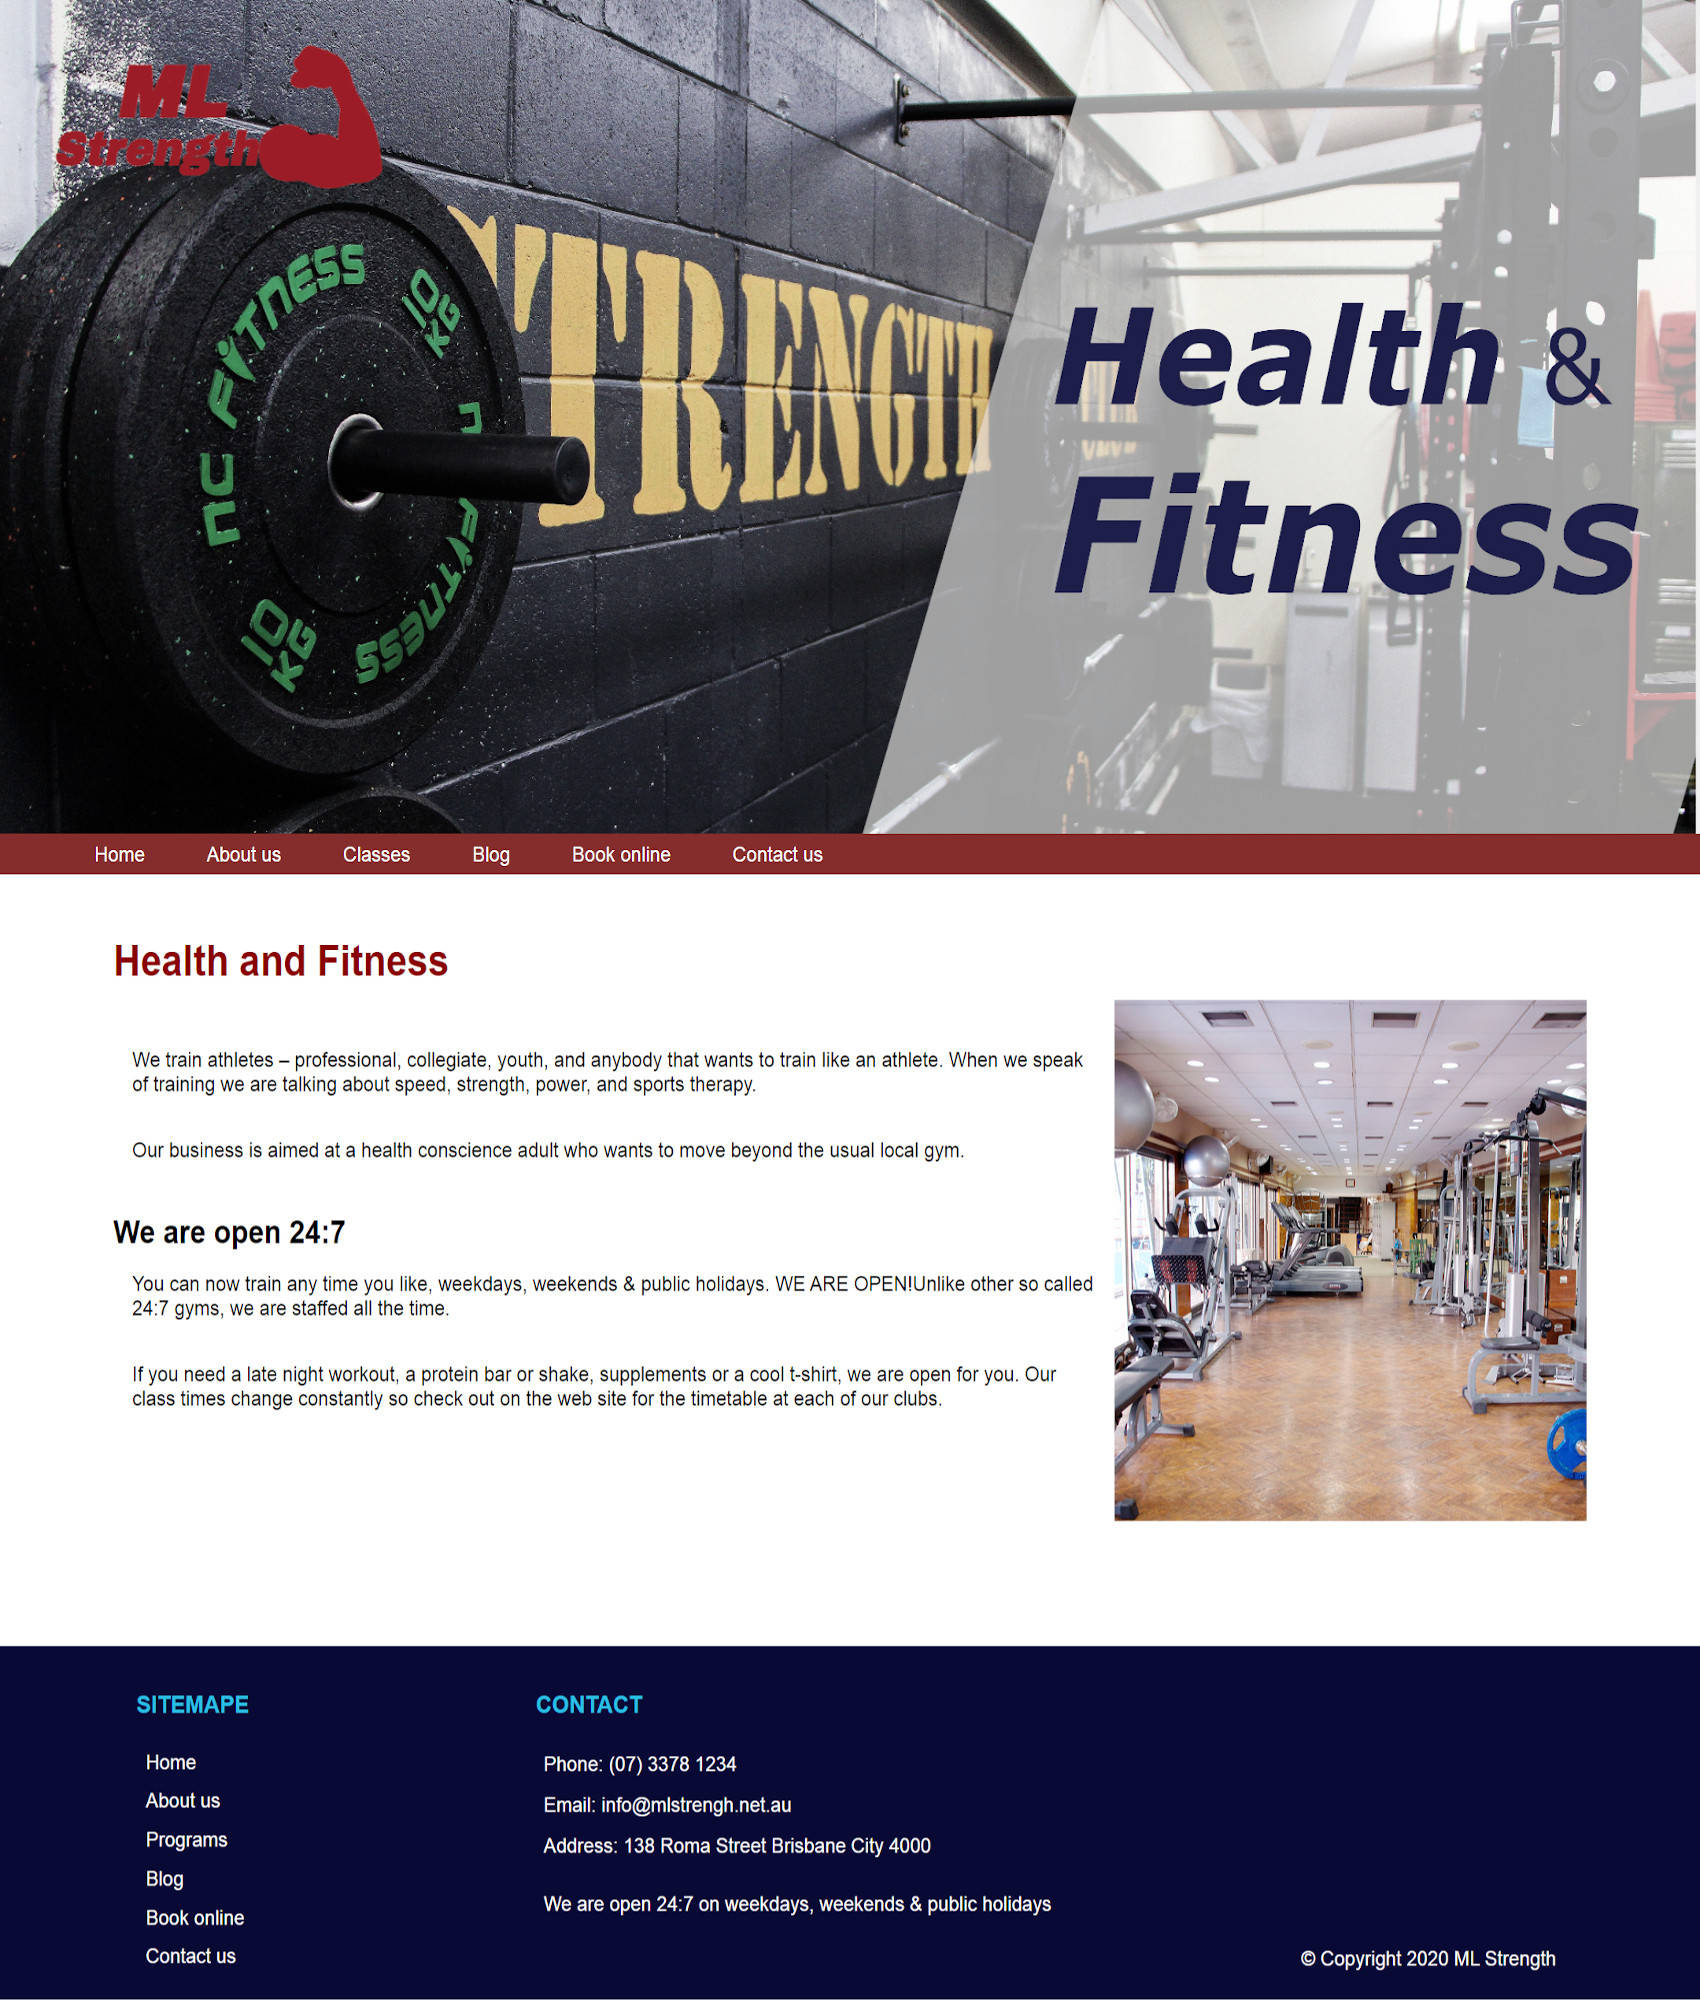 ML
Strength
NC FITNESS
10 KG
NC FITNESS
10 KG
STRENGTH
CLUB
Health &
Fitness
Home About us Classes Blog Book online Contact us
Health and Fitness
We train athletes – professional, collegiate, youth, and anybody that wants to train like an athlete. When we speak
of training we are talking about speed, strength, power, and sports therapy.
Our business is aimed at a health conscience adult who wants to move beyond the usual local gym.
We are open 24:7
You can now train any time you like, weekdays, weekends & public holidays. WE ARE OPEN!Unlike other so called
24:7 gyms, we are staffed all the time.
If you need a late night workout, a protein bar or shake, supplements or a cool t-shirt, we are open for you. Our
class times change constantly so check out on the web site for the timetable at each of our clubs.
SITEMAPE
Home
About us
Programs
Blog
Book online
Contact us
CONTACT
Phone: (07) 3378 1234
Email: info@mlstrengh.net.au
Address: 138 Roma Street Brisbane City 4000
We are open 24:7 on weekdays, weekends & public holidays
© Copyright 2020 ML Strength